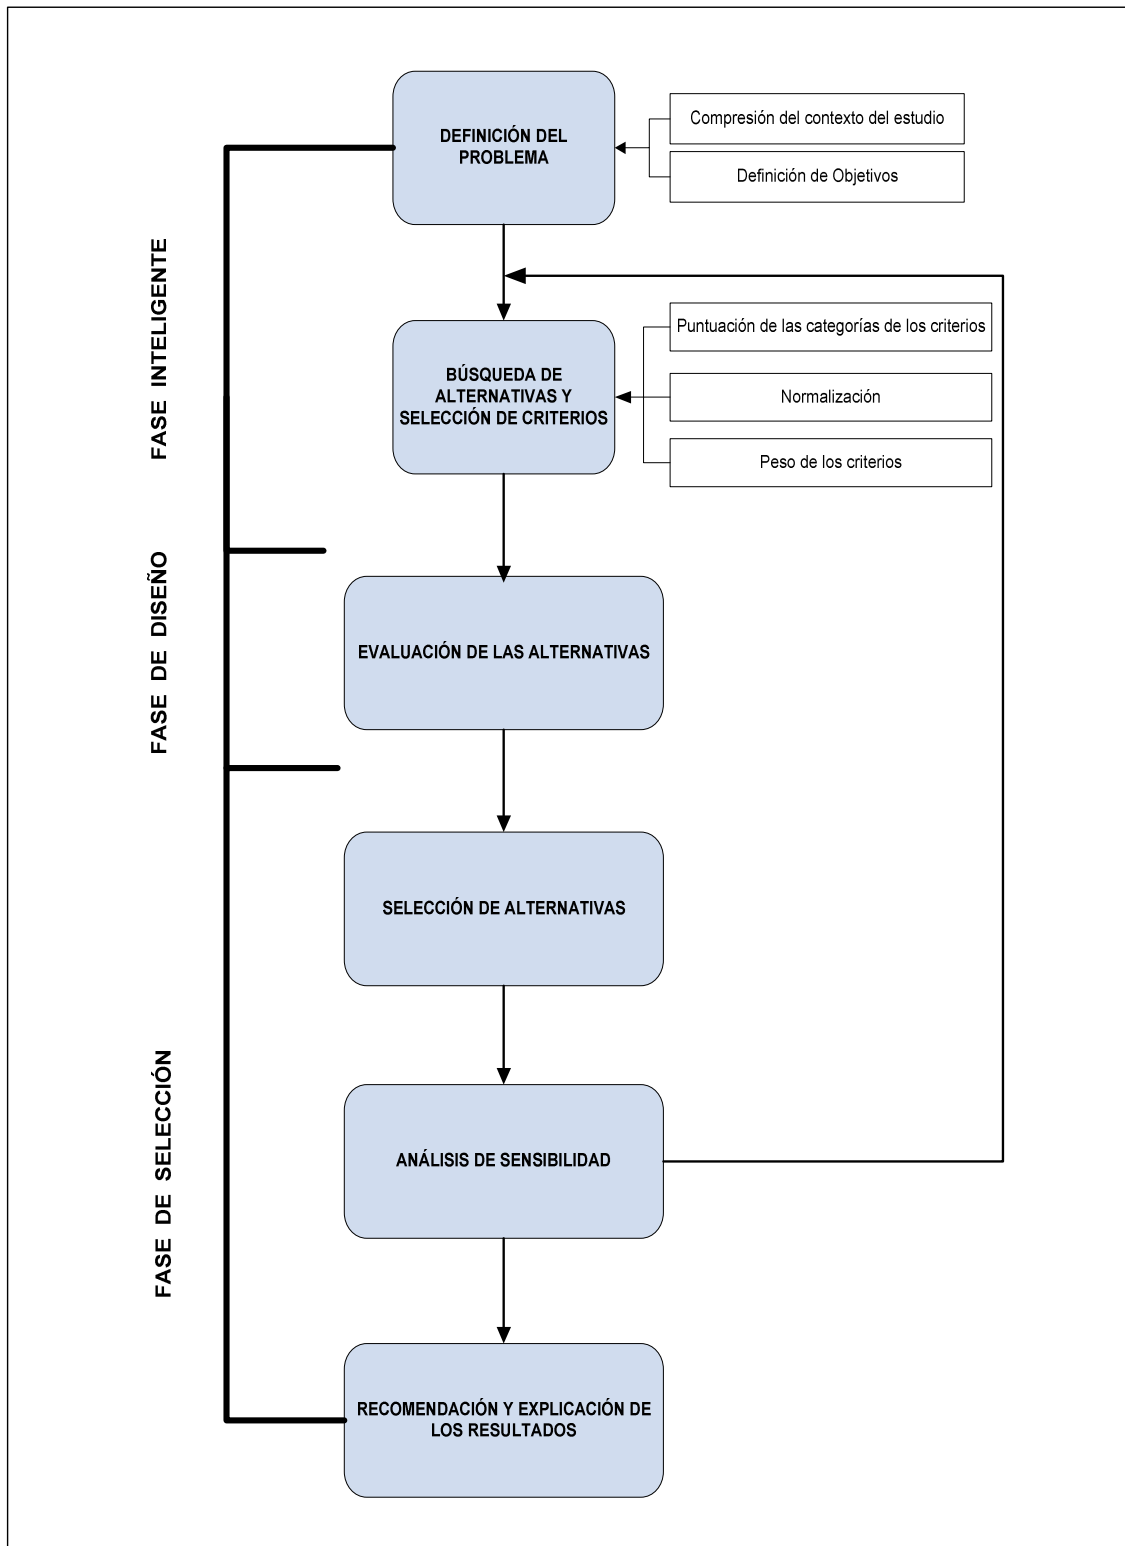 DEFINICIÓN DEL
PROBLEMA
Compresión del contexto del estudio
Definición de Objetivos
FASE INTELIGENTE
BÚSQUEDA DE
ALTERNATIVAS Y
SELECCIÓN DE CRITERIOS
Puntuación de las categorías de los criterios
Normalización
Peso de los criterios
FASE DE DISEÑO
EVALUACIÓN DE LAS ALTERNATIVAS
SELECCIÓN DE ALTERNATIVAS
FASE DE SELECCIÓN
ANÁLISIS DE SENSIBILIDAD
RECOMENDACIÓN Y EXPLICACIÓN DE
LOS RESULTADOS